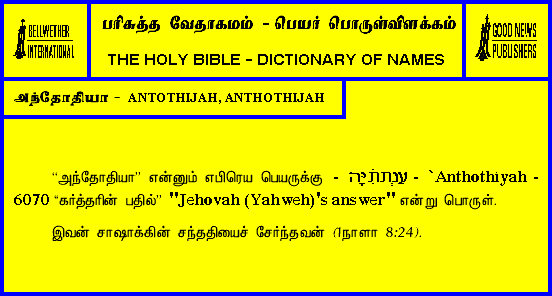 BELLWETHER
INTERNATIONAL
பரிசுத்த வேதாகமம் - பெயர் பொருள்விளக்கம்
THE HOLY BIBLE - DICTIONARY OF NAMES
GOOD NEWS
PUBLISHERS
அந்தோதியா - ANTOTHIJAH, ANTHOTHIJAH
“அந்தோதியா” என்னும் எபிரெய பெயருக்கு - עַנְתֹתִיָּה - `Anthothiyah -
6070 “கர்த்தரின் பதில்” "Jehovah (Yahweh)'s answer" என்று பொருள்.
இவன் சாஷாக்கின் சந்ததியைச் சேர்ந்தவன் (1நாளா 8:24).